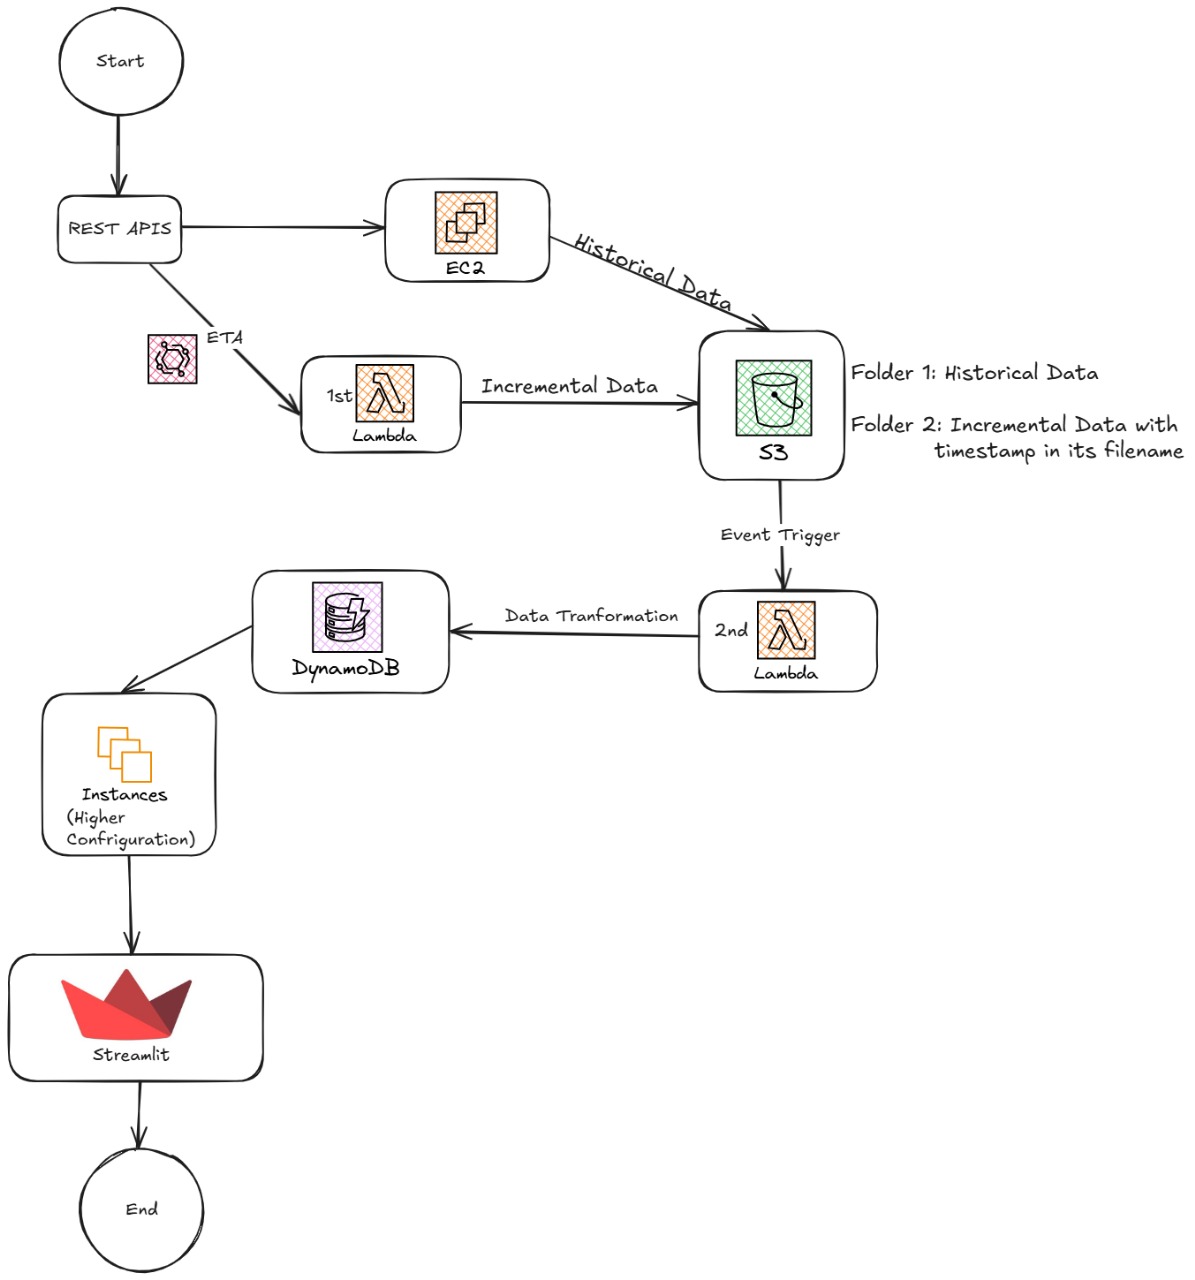 Start
REST APIS
EC2
Historical Data
ETA
1st
Lambda
Incremental Data
S3
Folder 1: Historical Data
Folder 2: Incremental Data with
timestamp in its filename
Event Trigger
2nd
Lambda
Data Tranformation
DynamoDB
Instances
(Higher
Confriguration)
Streamlit
End